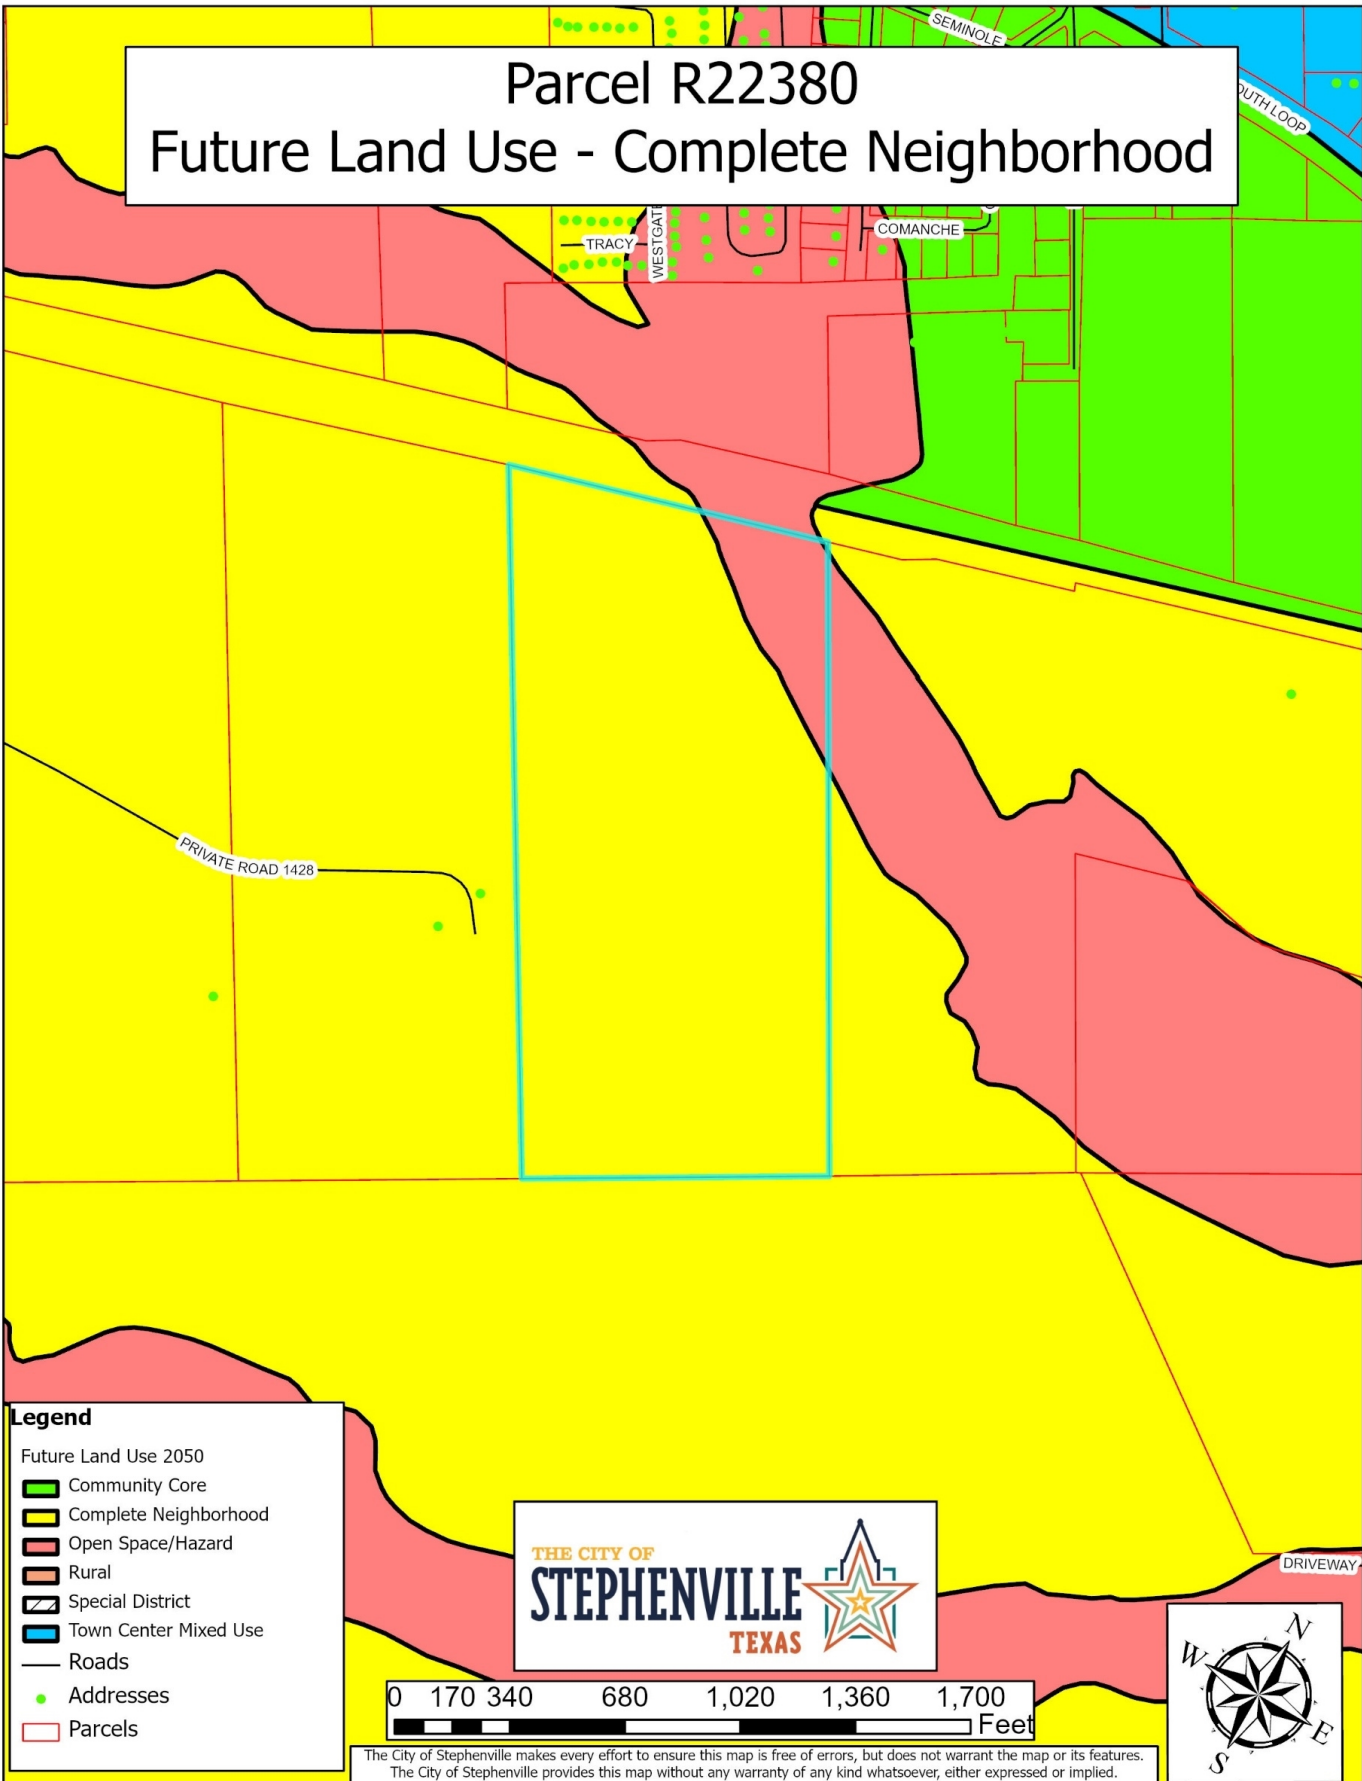 SEMINOLE
OUTH LOOP
Parcel R22380
Future Land Use - Complete Neighborhood
TRACY
WESTGATE
COMANCHE
PRIVATE ROAD 1428
Legend
Future Land Use 2050
Community Core
Complete Neighborhood
Open Space/Hazard
Rural
Special District
Town Center Mixed Use
Roads
Addresses
Parcels
THE CITY OF
STEPHENVILLE
TEXAS
DRIVEWAY
N
W
E
S
0 170 340 680 1,020 1,360 1,700
Feet
The City of Stephenville makes every effort to ensure this map is free of errors, but does not warrant the map or its features.
The City of Stephenville provides this map without any warranty of any kind whatsoever, either expressed or implied.